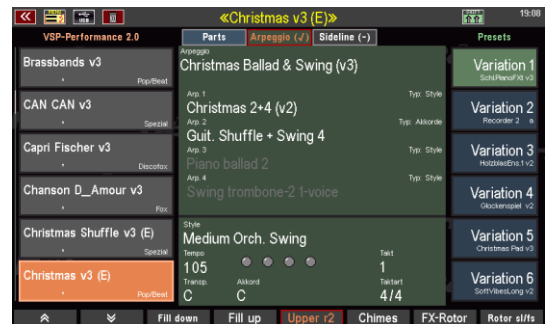 «Christmas v3 (E)»
19:08
VSP-Performance 2.0
Parts
Arpeggio (√)
Sideline (-)
Presets
Brassbands v3
Pop/Beat
CAN CAN v3
Spezial
Capri Fischer v3
Discofox
Chanson D_Amour v3
Fox
Christmas Shuffle v3 (E)
Spezial
Christmas v3 (E)
Pop/Beat
Arpeggio
Christmas Ballad & Swing (v3)
Arp. 1
Typ: Style
Christmas 2+4 (v2)
Arp. 2
Typ: Akkorde
Guit. Shuffle + Swing 4
Arp. 3
Typ: Style
Piano ballad 2
Arp. 4
Typ: Style
Swing trombone-2 1-voice
Style
Medium Orch. Swing
Tempo
Takt
105
1
Transp.
Akkord
Taktart
C
C
4/4
Variation 1
Schl.PianoFXt v3
Variation 2
Recorder 2
Variation 3
HolzblasEns.1 v2
Variation 4
Glockenspiel v2
Variation 5
Christmas Pad v3
Variation 6
SoftVibesLong v2
Fill down
Fill up
Upper r2
Chimes
FX-Rotor
Rotor sl/fs